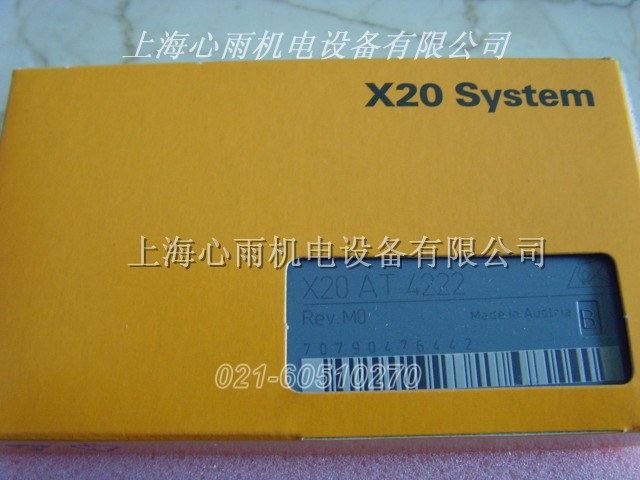 上海心雨机电设备有限公司
X20 System
上海心雨机电设备有限公司
X20 AT 4222
Rev. M0
Made in Austria
B
70790476442
021-60510270